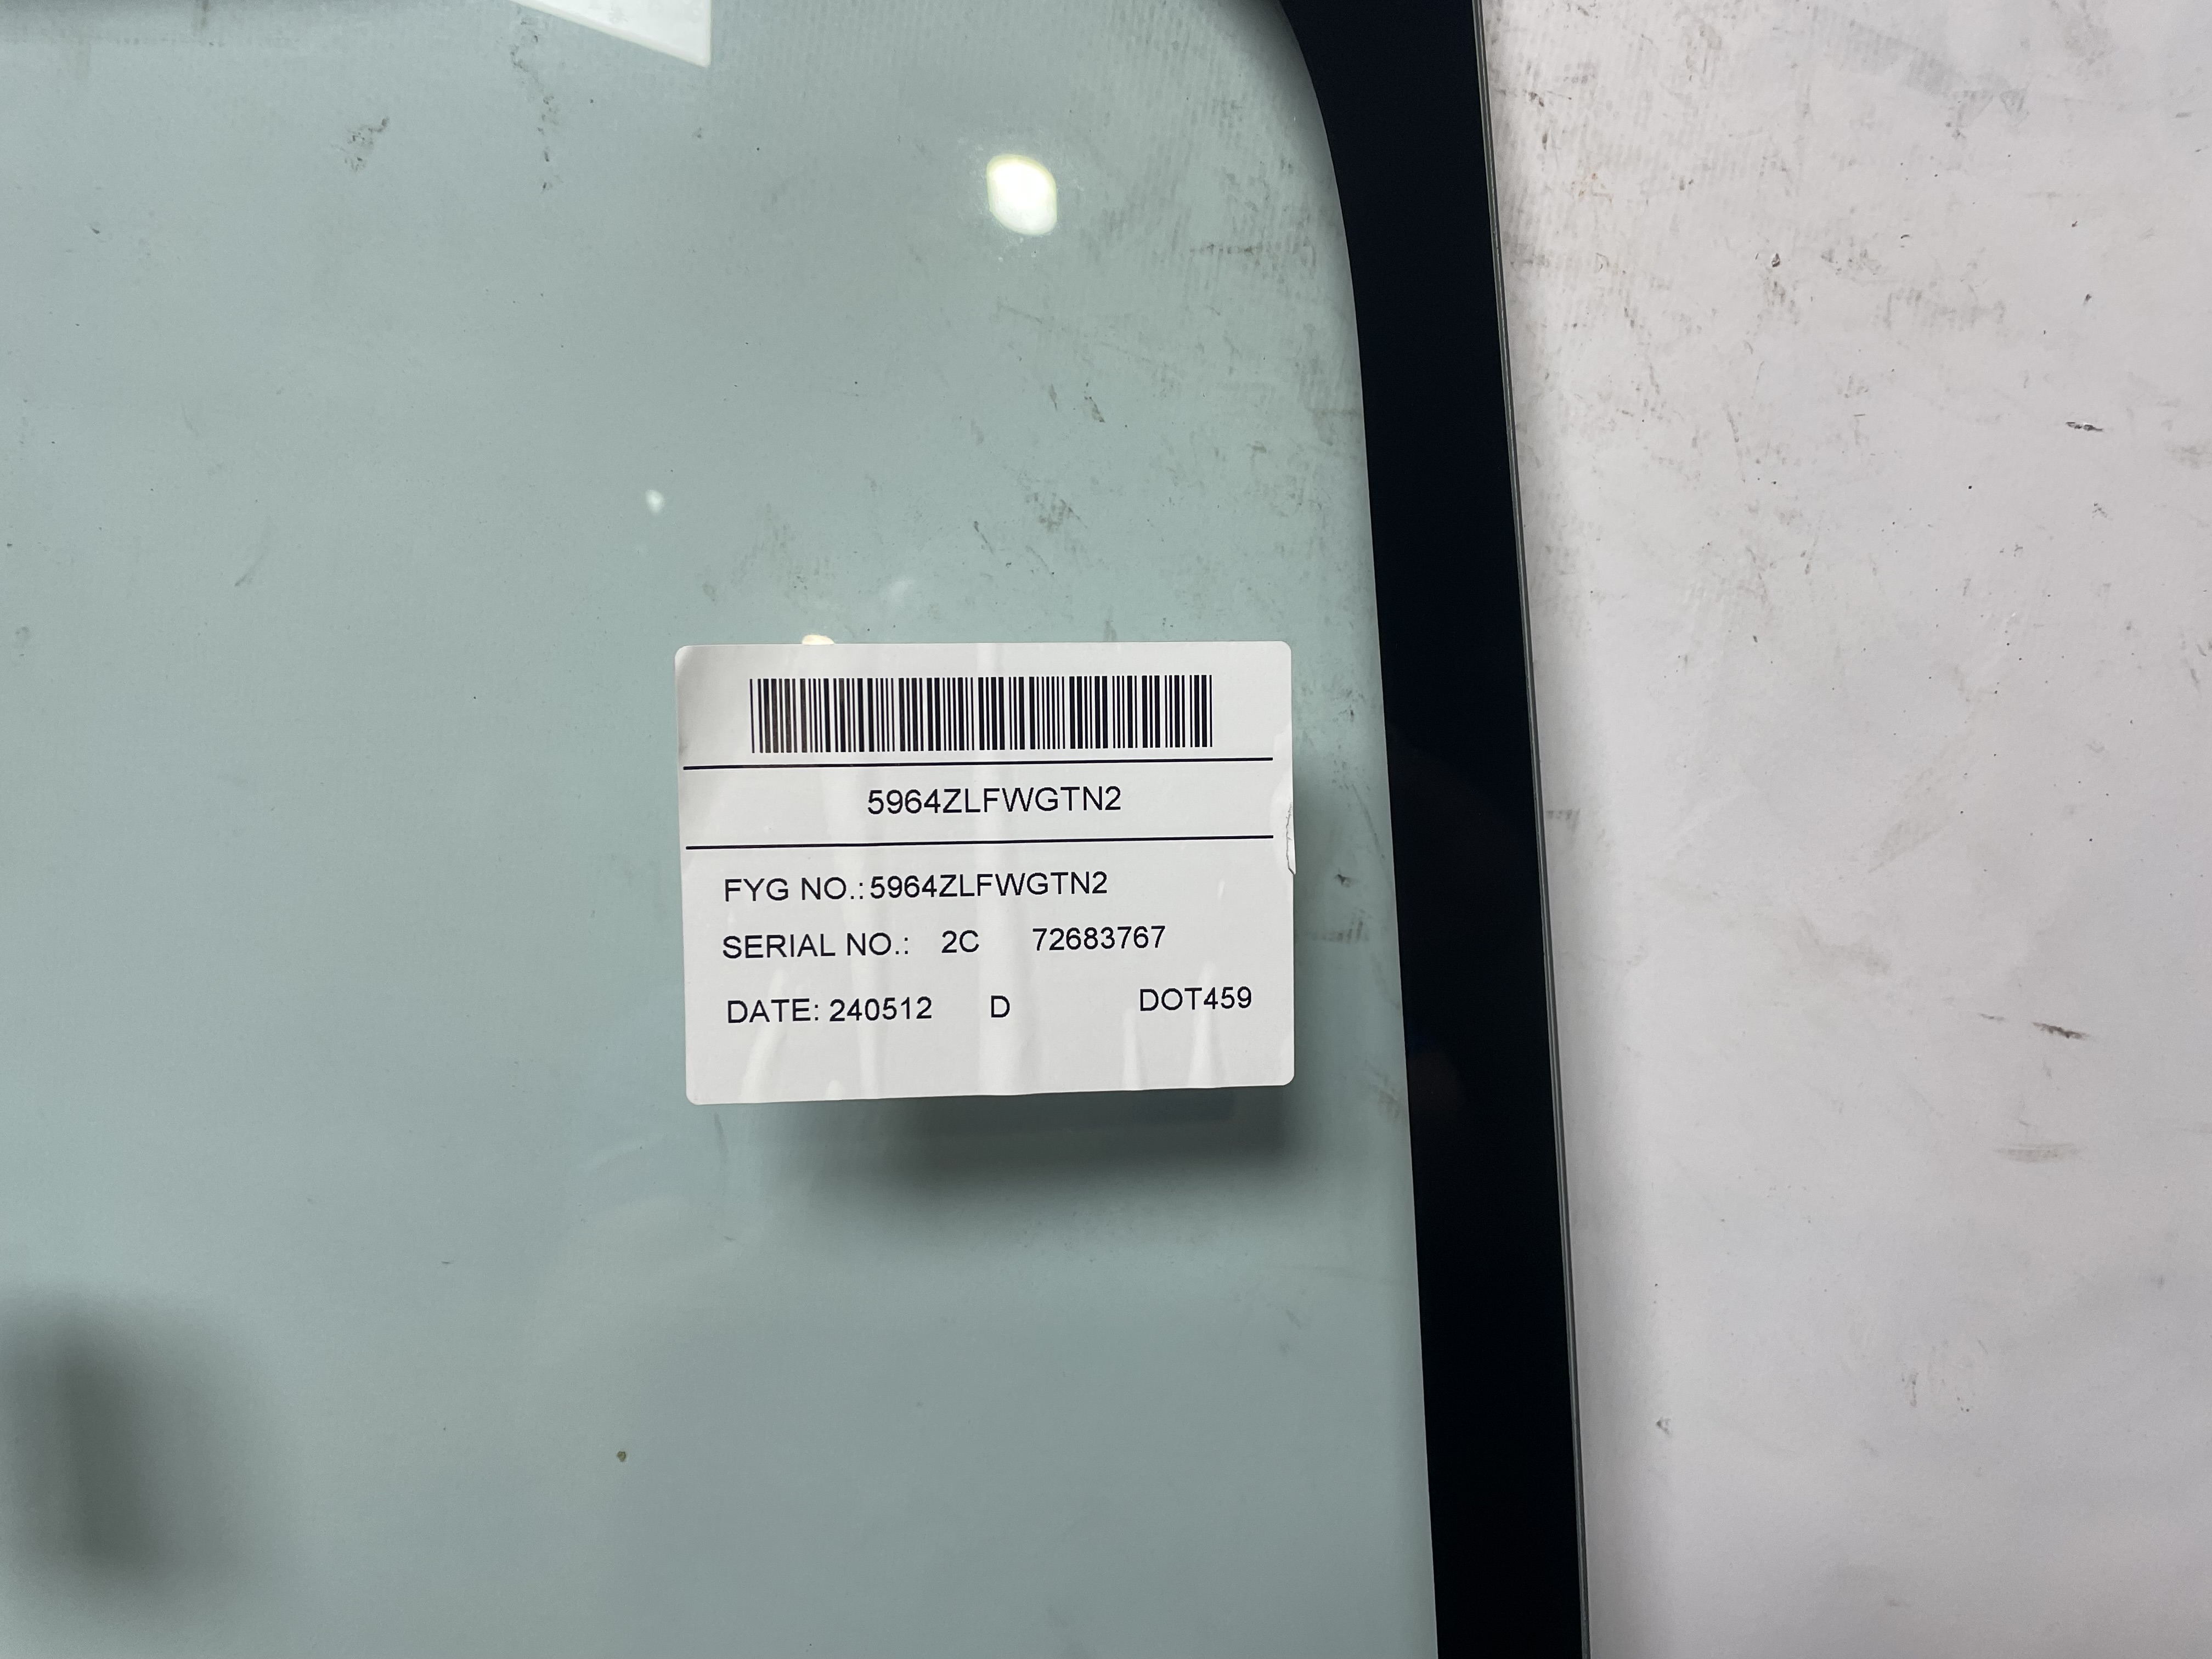 5964ZLFWGTN2
FYG NO.:5964ZLFWGTN2
SERIAL NO.: 2C 72683767
DATE: 240512 D DOT459